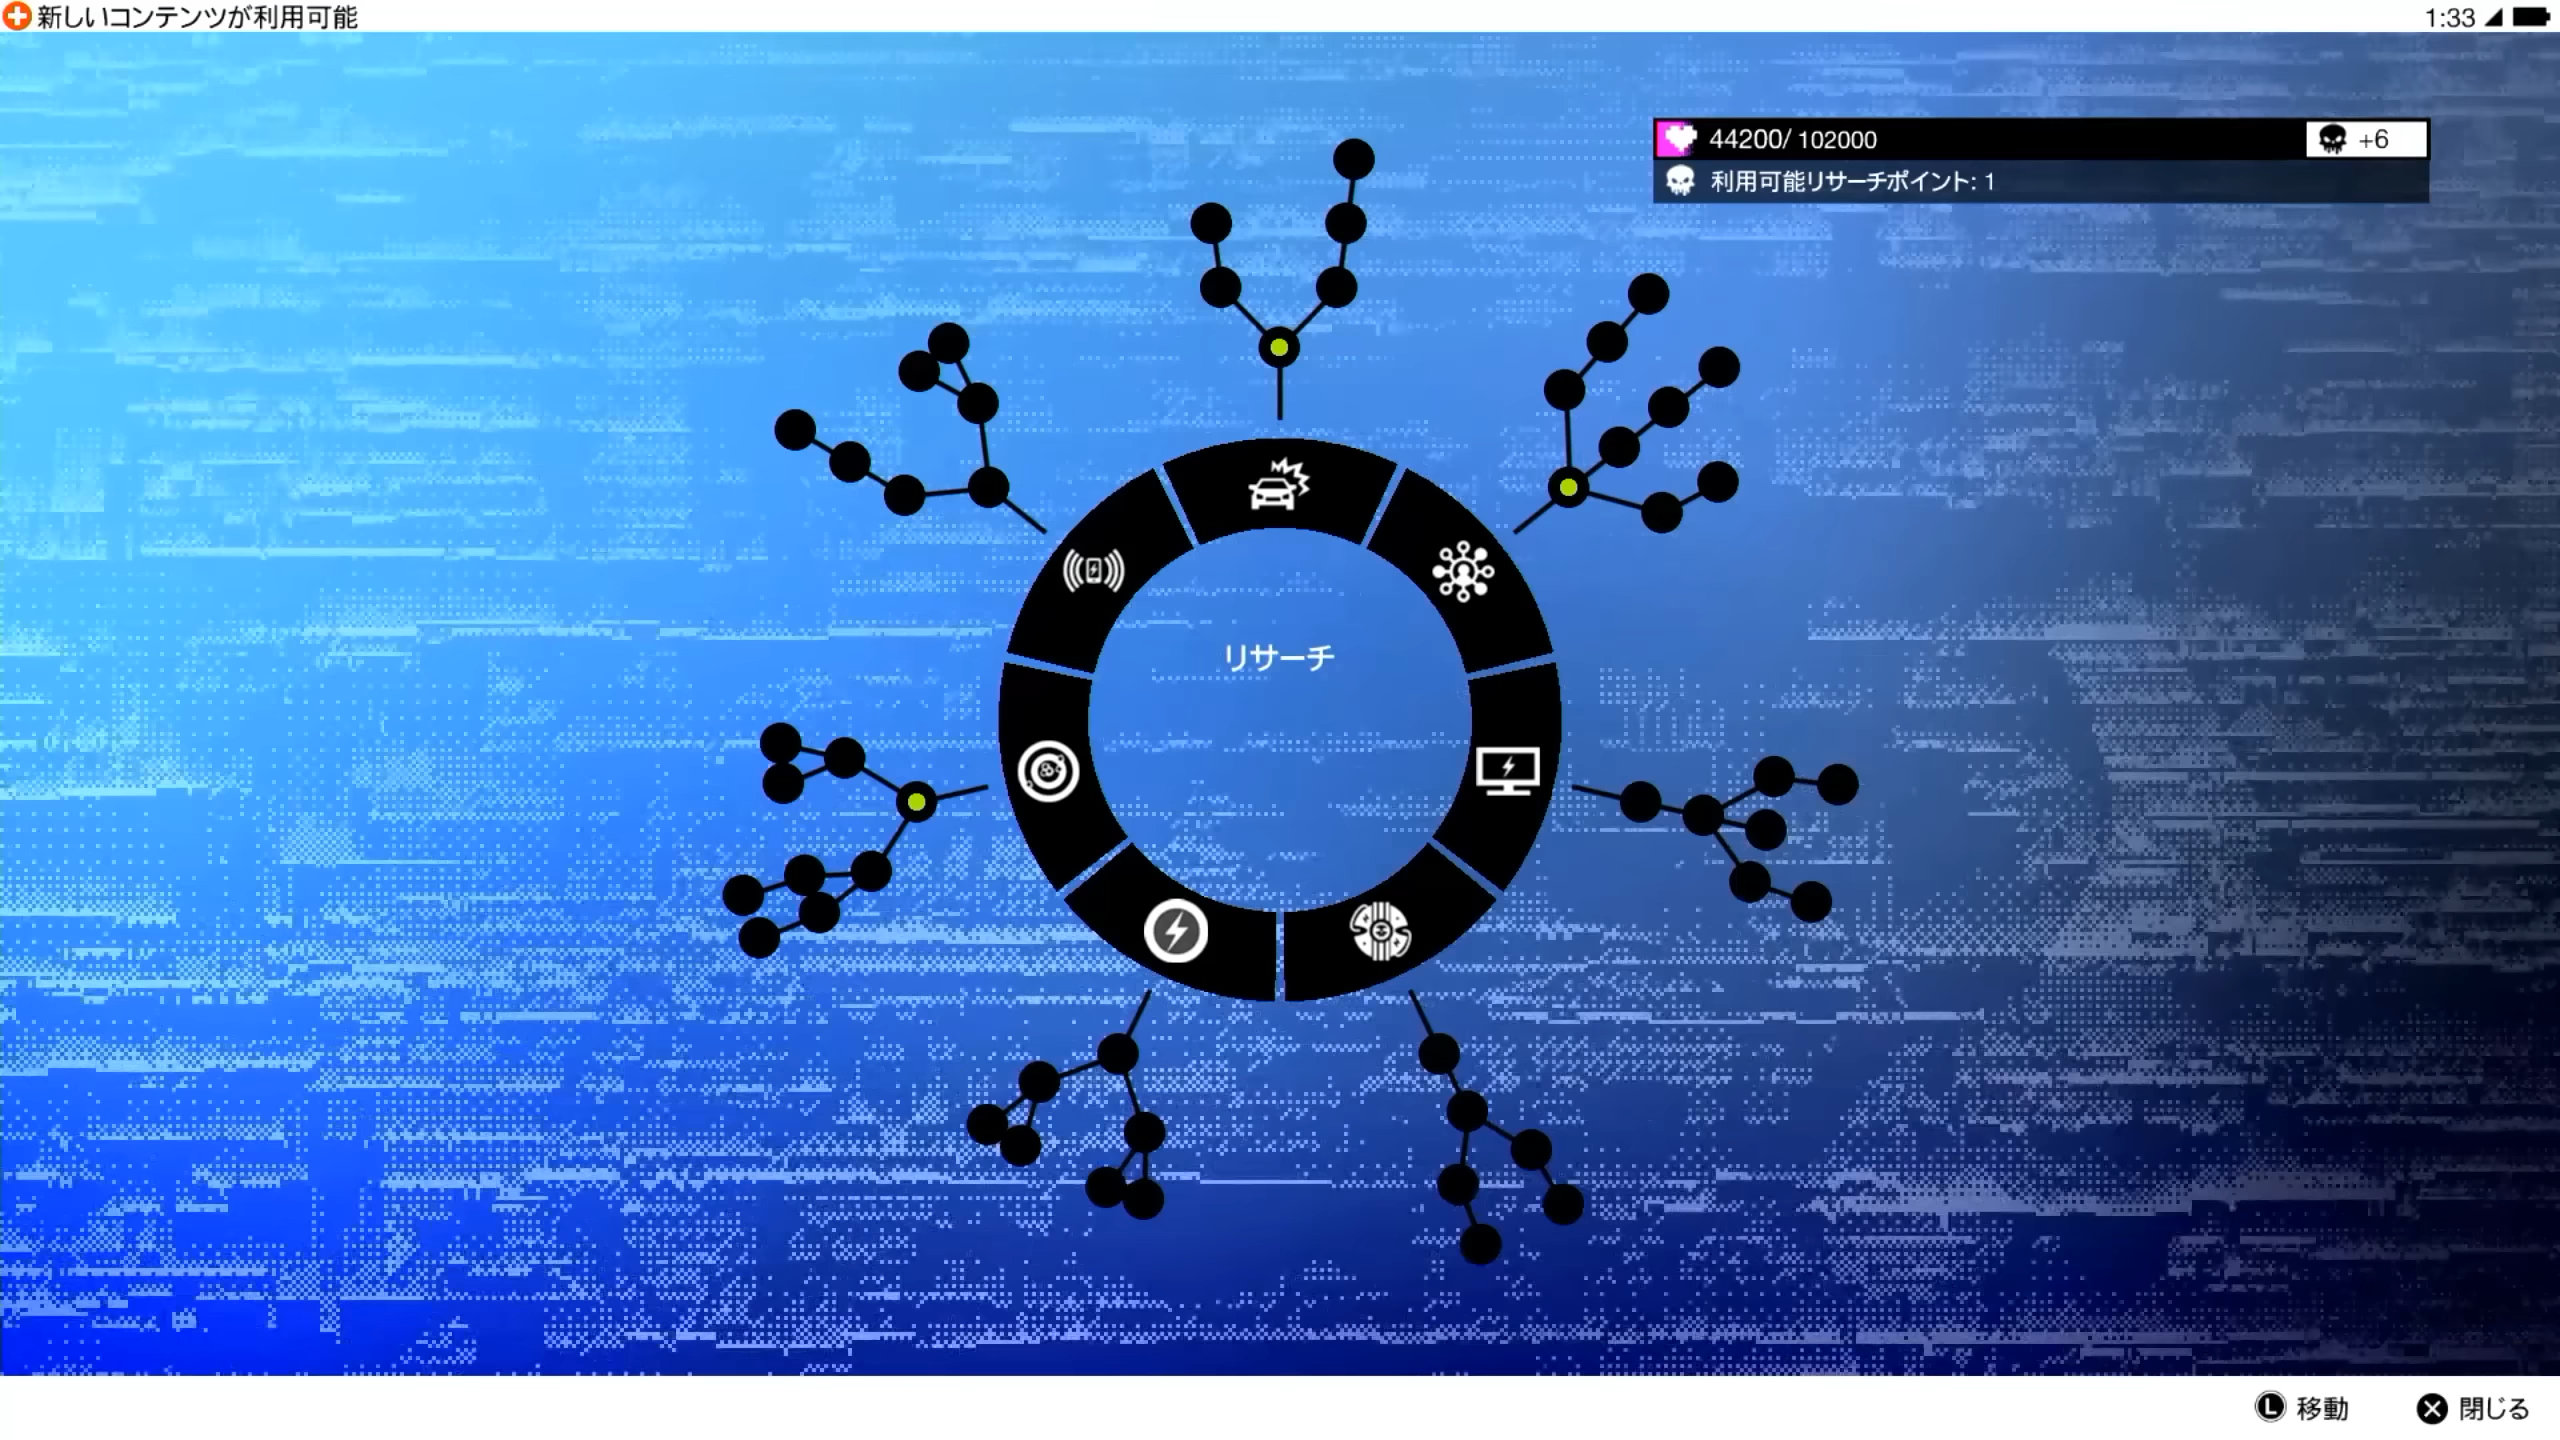 新しいコンテンツが利用可能
1:33
44200/ 102000
+6
利用可能リサーチポイント: 1
リサーチ
L 移動
閉じる